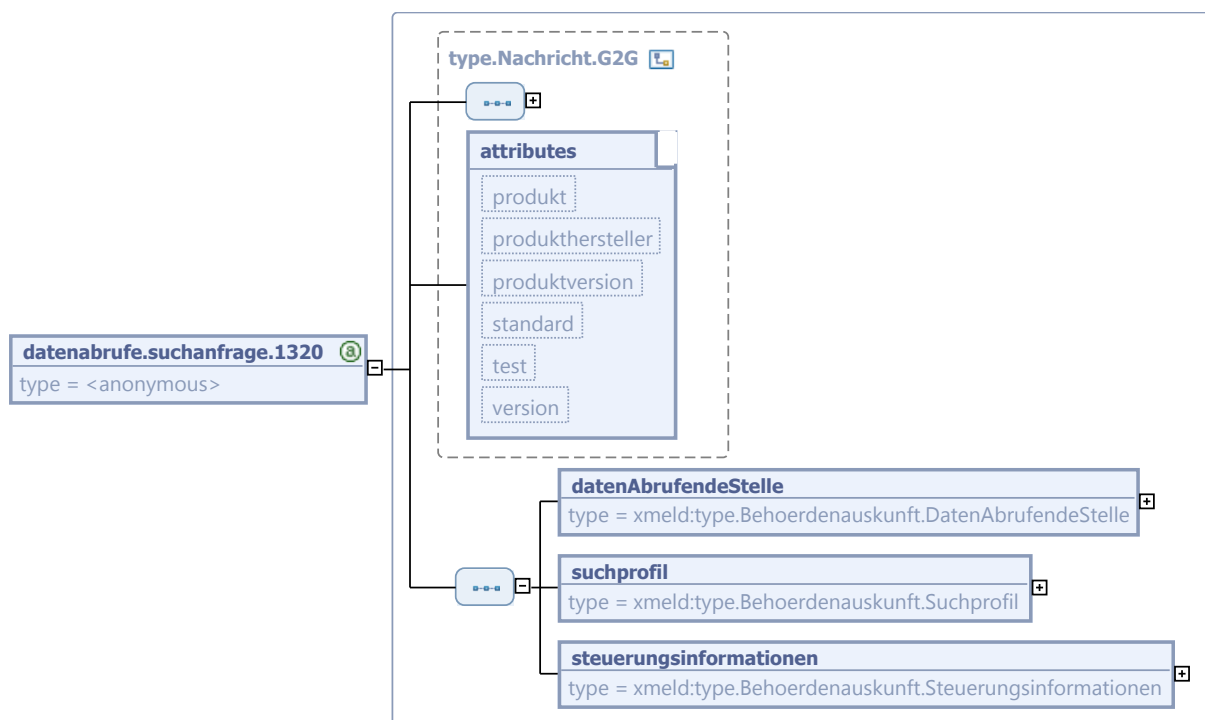 type.Nachricht.G2G
attributes
produkt
produkthersteller
produktversion
standard
test
version
datenabrufe.suchanfrage.1320
type = <anonymous>
datenAbrufendeStelle
type = xmeld:type.Behoerdenauskunft.DatenAbrufendeStelle
suchprofil
type = xmeld:type.Behoerdenauskunft.Suchprofil
steuerungsinformationen
type = xmeld:type.Behoerdenauskunft.Steuerungsinformationen